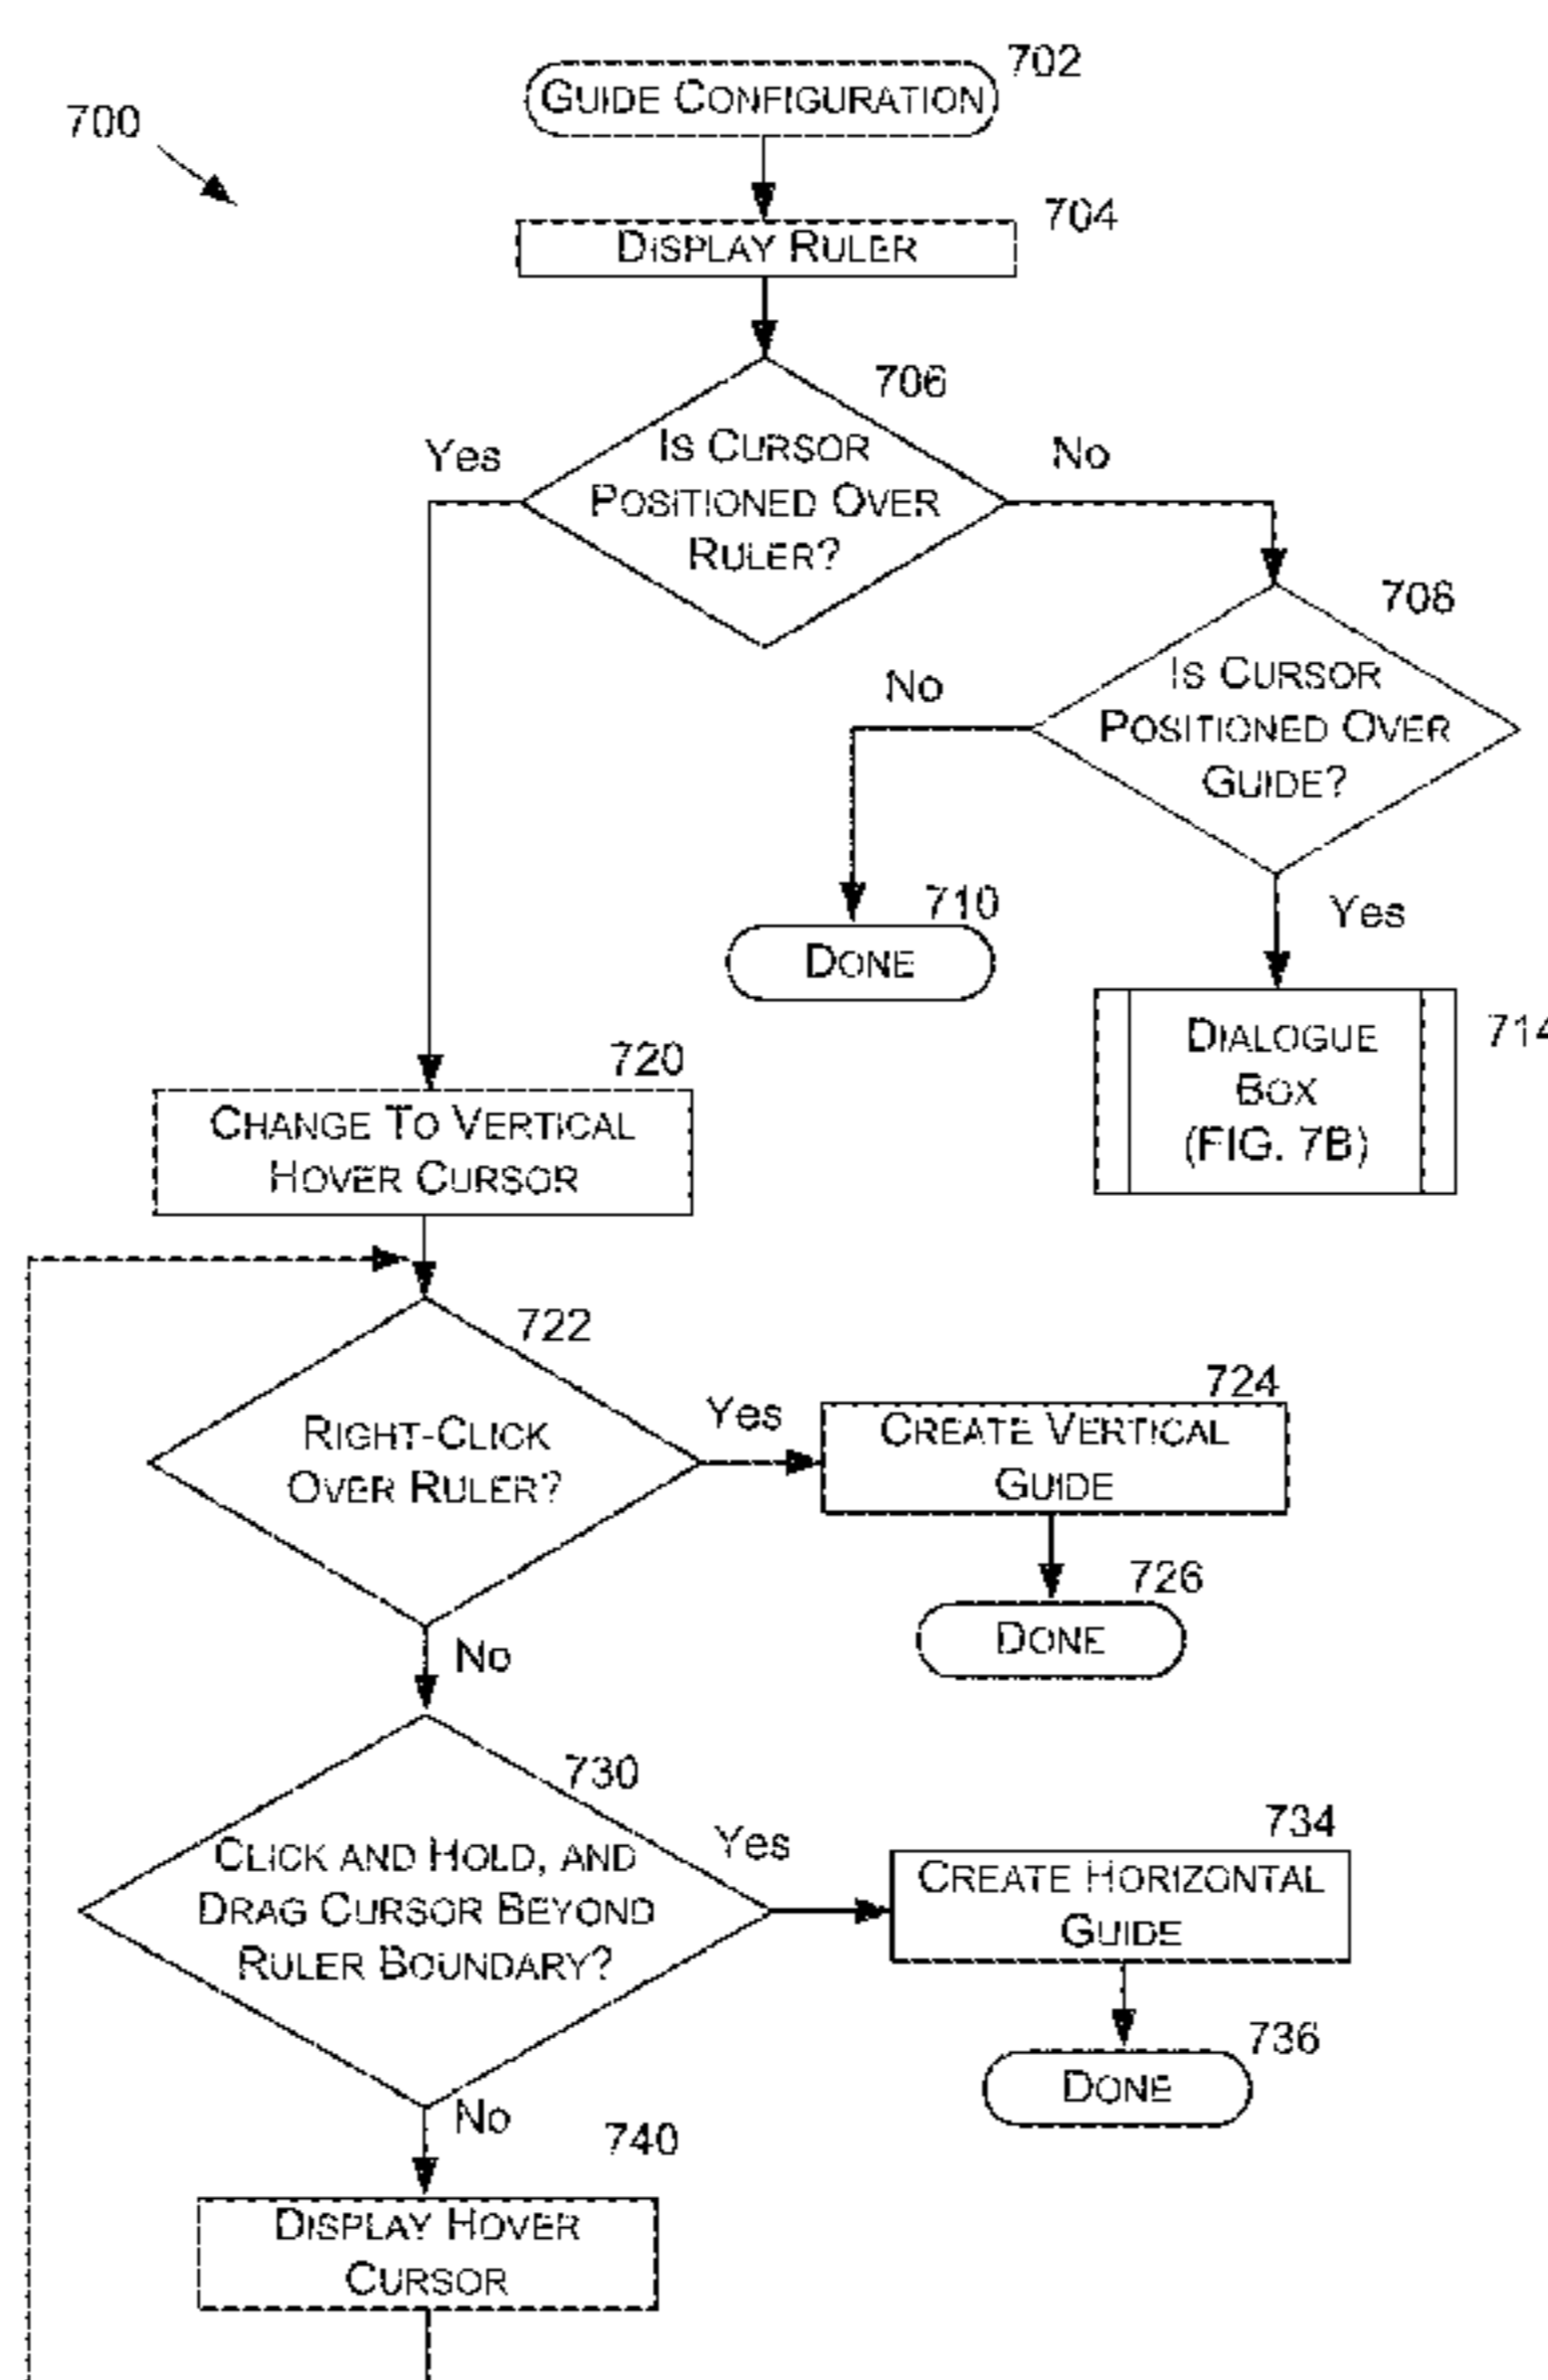 702
GUIDE CONFIGURATION
700
704
DISPLAY RULER
706
Yes
IS CURSOR
POSITIONED OVER
RULER?
No
708
No
IS CURSOR
POSITIONED OVER
GUIDE?
710
Yes
DONE
714
DIALOGUE
BOX
(FIG. 7B)
720
CHANGE TO VERTICAL
HOVER CURSOR
722
RIGHT-CLICK
OVER RULER?
Yes
724
CREATE VERTICAL
GUIDE
726
DONE
No
730
CLICK AND HOLD, AND
DRAG CURSOR BEYOND
RULER BOUNDARY?
Yes
734
CREATE HORIZONTAL
GUIDE
736
DONE
No
740
DISPLAY HOVER
CURSOR